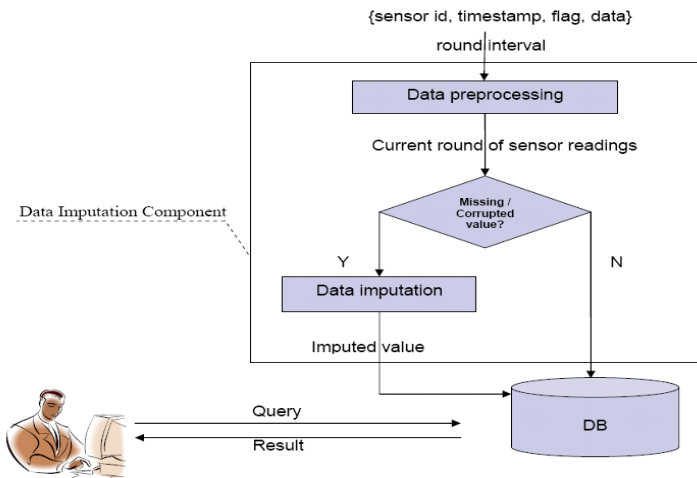 {sensor id, timestamp, flag, data}
round interval
Data preprocessing
Current round of sensor readings
Missing /
Corrupted
value?
Data Imputation Component
Y
N
Data imputation
Imputed value
Query
DB
Result